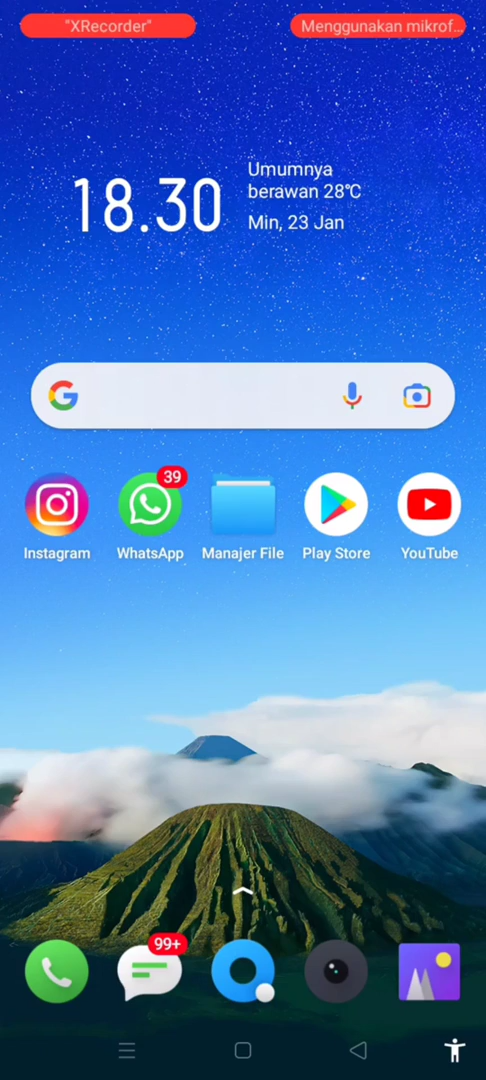 "XRecorder"
Menggunakan mikrof...
18.30
Umumnya
berawan 28°C
Min, 23 Jan
39
Instagram
WhatsApp
Manajer File
Play Store
YouTube
99+